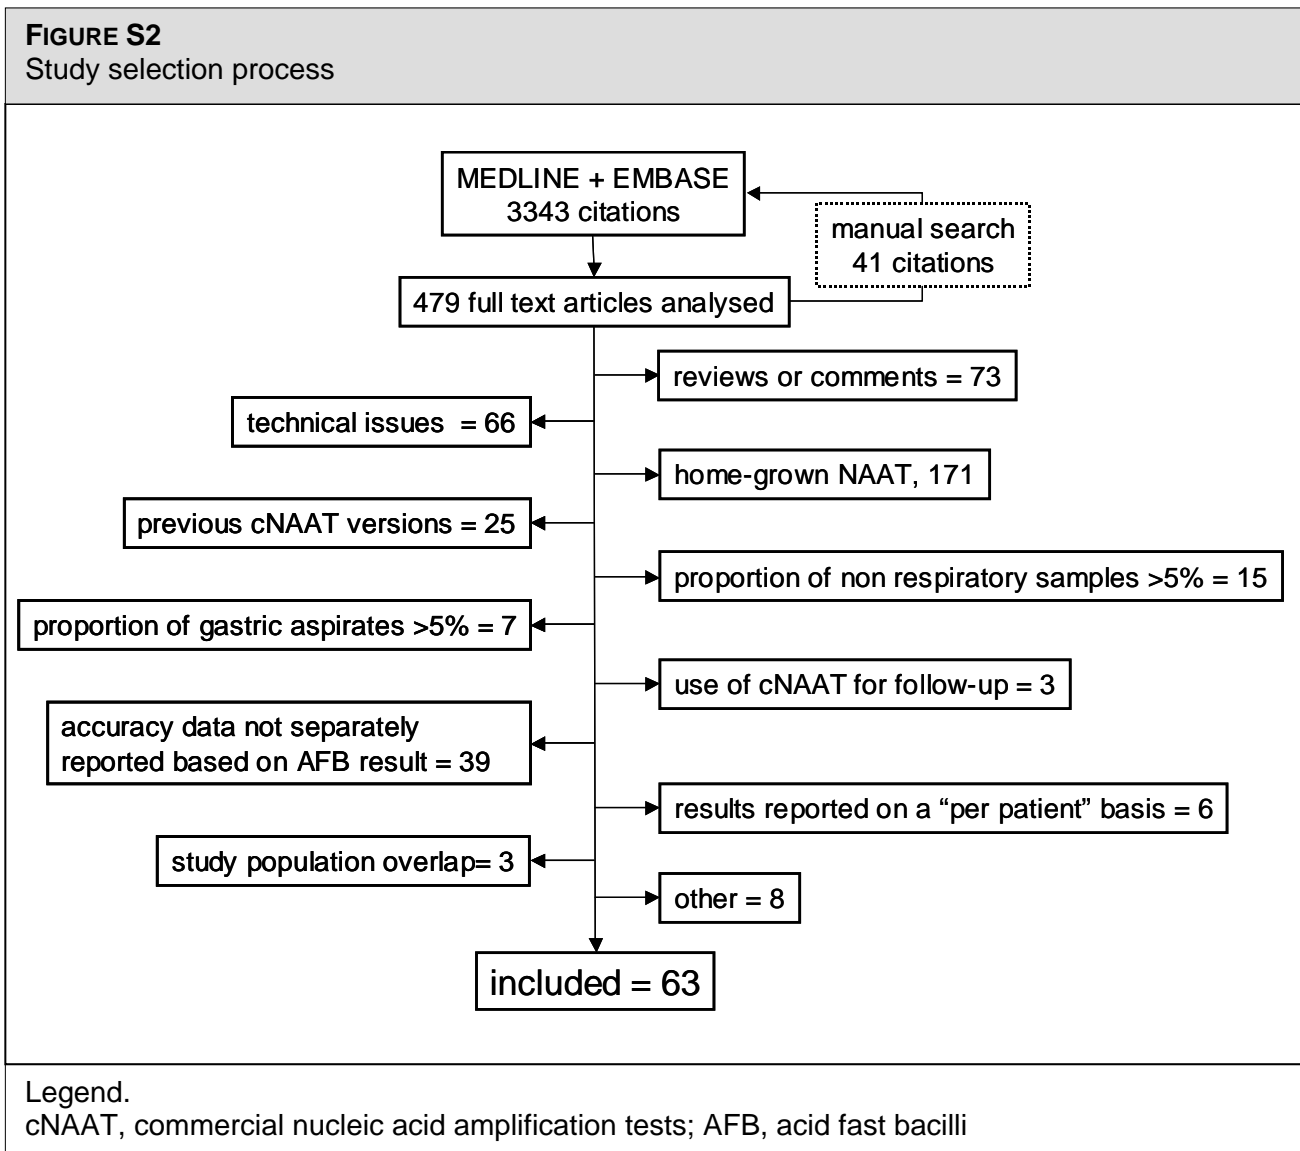 FIGURE S2
Study selection process
MEDLINE + EMBASE
3343 citations
manual search
41 citations
479 full text articles analysed
reviews or comments = 73
technical issues = 66
home-grown NAAT, 171
previous cNAAT versions = 25
proportion of non respiratory samples >5% = 15
proportion of gastric aspirates >5% = 7
use of cNAAT for follow-up = 3
accuracy data not separately
reported based on AFB result = 39
results reported on a “per patient” basis = 6
study population overlap= 3
other = 8
included = 63
Legend.
cNAAT, commercial nucleic acid amplification tests; AFB, acid fast bacilli